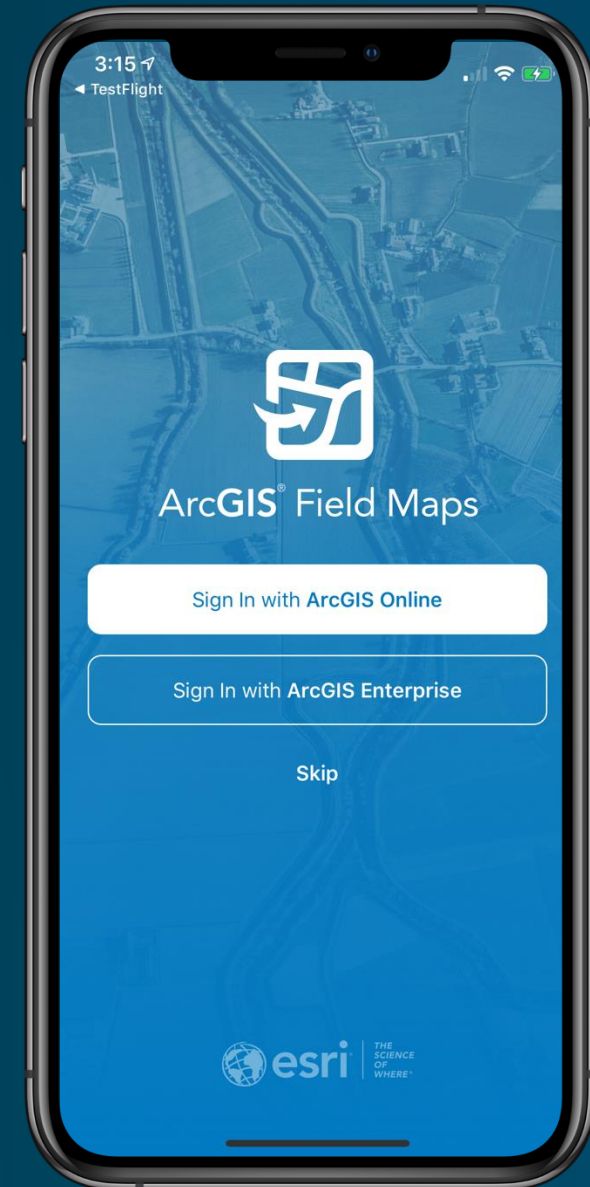 3:15
◀ TestFlight
ArcGIS® Field Maps
Sign In with ArcGIS Online
Sign In with ArcGIS Enterprise
Skip
esri
THE
SCIENCE
OF
WHERE®